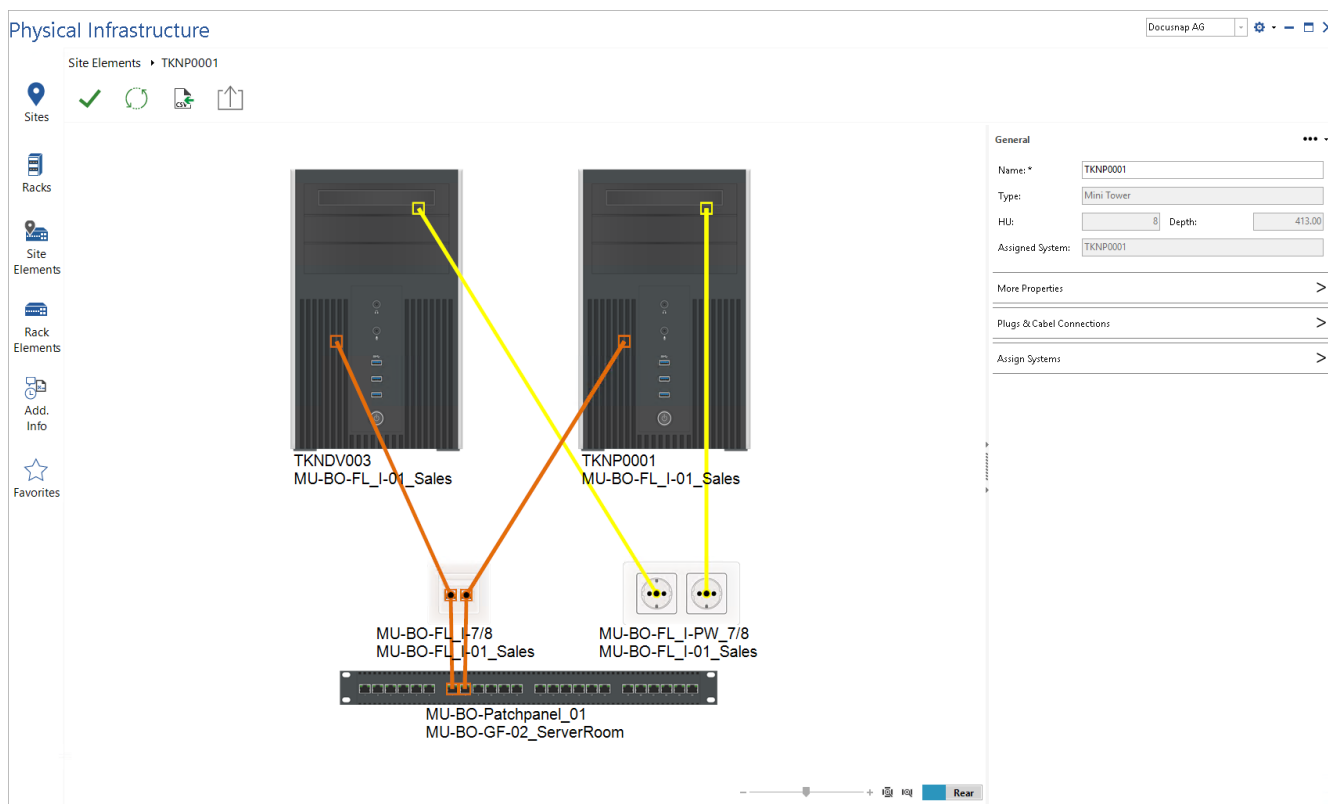 Physical Infrastructure
Docusnap AG
Site Elements TKNP0001
Sites
Racks
Site
Elements
Rack
Elements
Add.
Info
Favorites
CSV
TKNDV003
MU-BO-FL_I-01_Sales
TKNP0001
MU-BO-FL_I-01_Sales
MU-BO-FL_I-7/8
MU-BO-FL_I-01_Sales
MU-BO-FL_I-PW_7/8
MU-BO-FL_I-01_Sales
MU-BO-Patchpanel_01
MU-BO-GF-02_ServerRoom
Rear
General
Name: * TKNP0001
Type: Mini Tower
HU: 8 Depth: 413.00
Assigned System: TKNP0001
More Properties
Plugs & Cabel Connections
Assign Systems